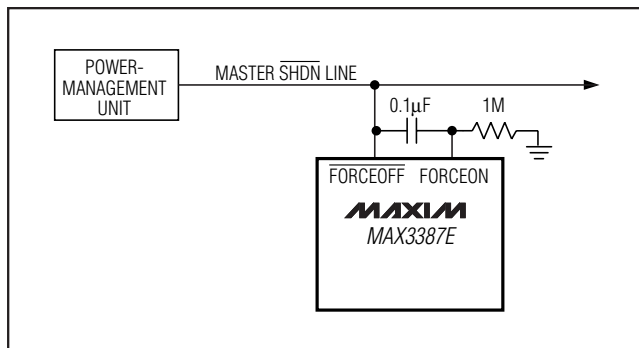 POWER-
MANAGEMENT
UNIT
MASTER SHDN LINE
0.1µF
1M
FORCEOFF FORCEON
MAXIM
MAX3387E